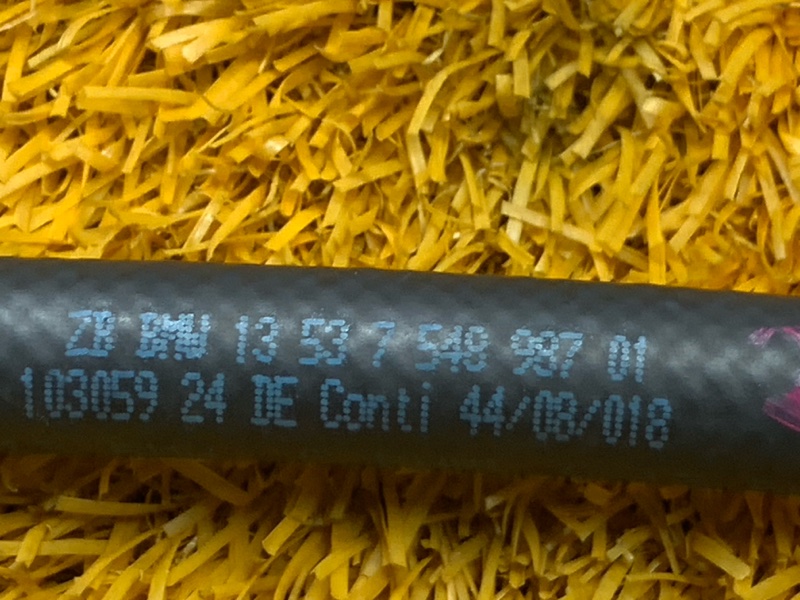 ZB BMW 13 53 7 548 987 01
103059 24 DE Conti 44/08/018